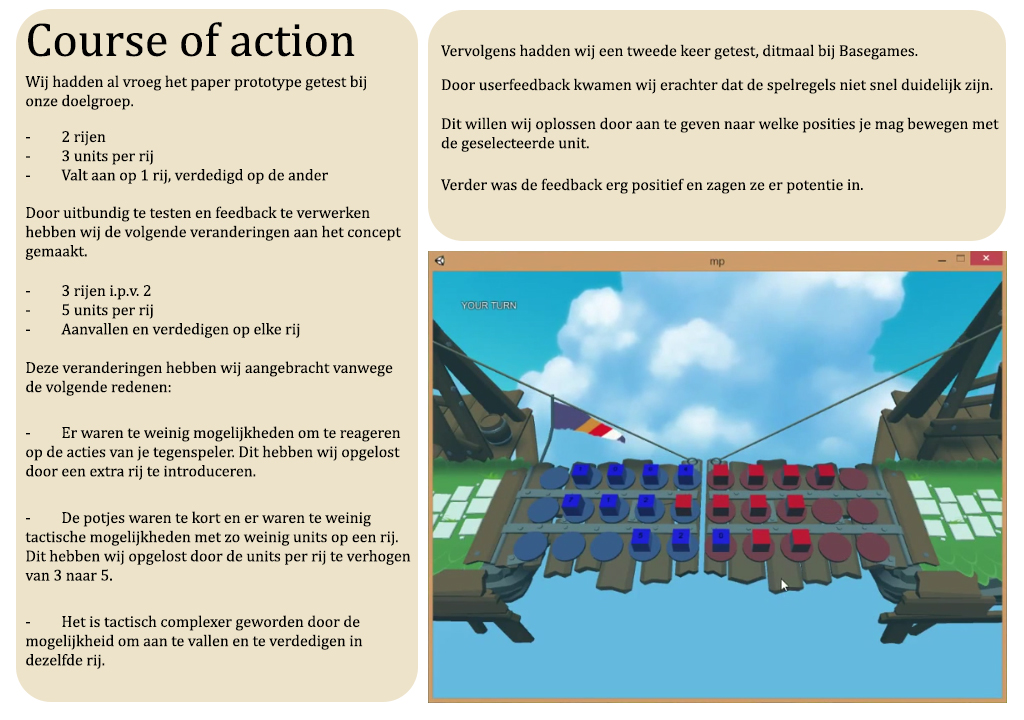 Course of action
Wij hadden al vroeg het paper prototype getest bij
onze doelgroep.
- 2 rijen
- 3 units per rij
- Valt aan op 1 rij, verdedigd op de ander
Door uitbundig te testen en feedback te verwerken
hebben wij de volgende veranderingen aan het concept
gemaakt.
- 3 rijen i.p.v. 2
- 5 units per rij
- Aanvallen en verdedigen op elke rij
Deze veranderingen hebben wij aangebracht vanwege
de volgende redenen:
- Er waren te weinig mogelijkheden om te reageren
op de acties van je tegenspeler. Dit hebben wij opgelost
door een extra rij te introduceren.
- De potjes waren te kort en er waren te weinig
tactische mogelijkheden met zo weinig units op een rij.
Dit hebben wij opgelost door de units per rij te verhogen
van 3 naar 5.
- Het is tactisch complexer geworden door de
mogelijkheid om aan te vallen en te verdedigen in
dezelfde rij.
Vervolgens hadden wij een tweede keer getest, ditmaal bij Basegames.
Door userfeedback kwamen wij erachter dat de spelregels niet snel duidelijk zijn.
Dit willen wij oplossen door aan te geven naar welke posities je mag bewegen met
de geselecteerde unit.
Verder was de feedback erg positief en zagen ze er potentie in.
mp
YOUR TURN